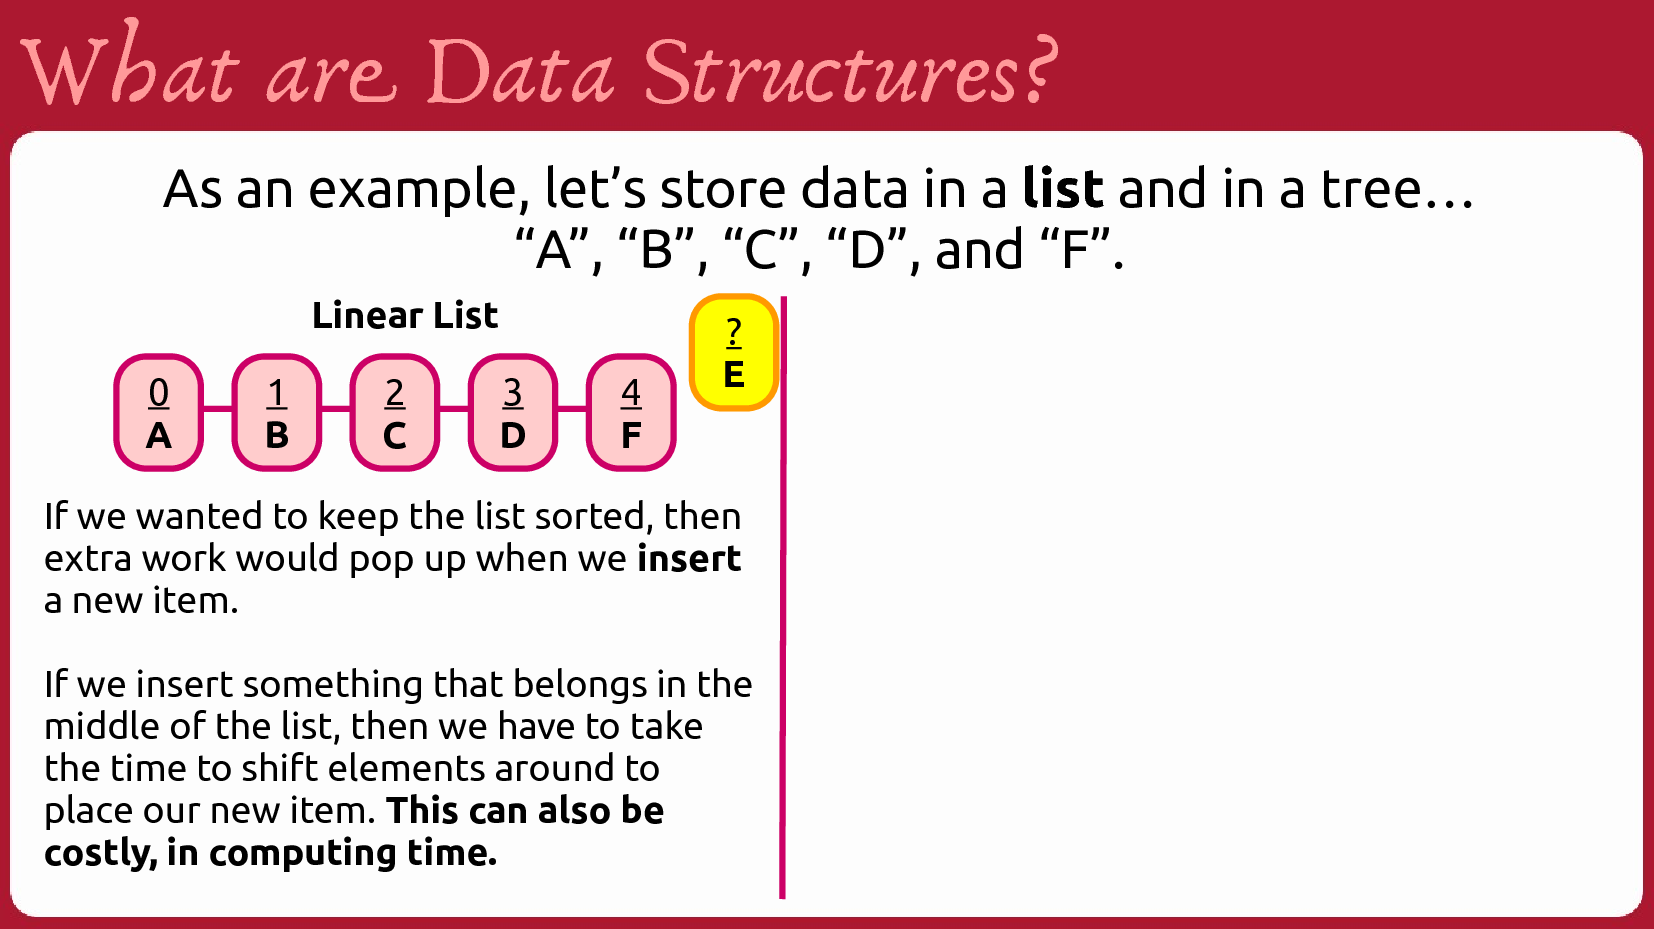 What are Data Structures?
As an example, let’s store data in a list and in a tree…
“A”, “B”, “C”, “D”, and “F”.
Linear List
?
E
0
A
1
B
2
C
3
D
4
F
If we wanted to keep the list sorted, then
extra work would pop up when we insert
a new item.
If we insert something that belongs in the
middle of the list, then we have to take
the time to shift elements around to
place our new item. This can also be
costly, in computing time.